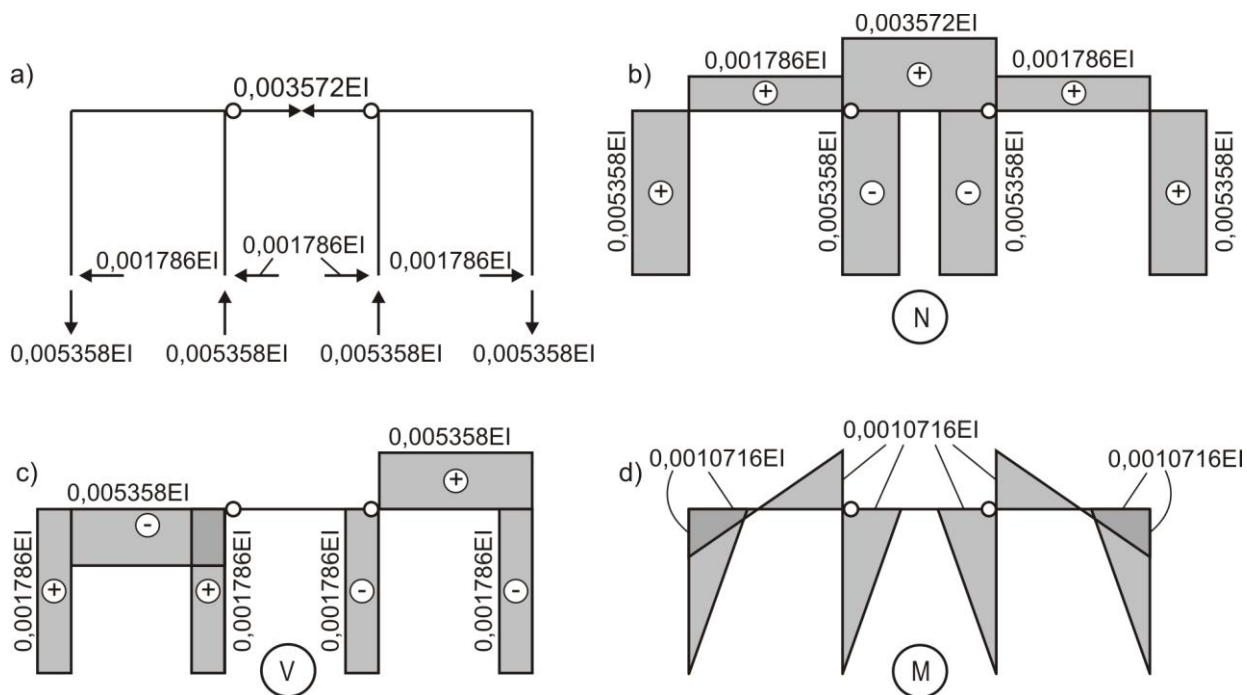 a)
0,003572EI
0,001786EI
0,001786EI
0,001786EI
0,005358EI
0,005358EI
0,005358EI
0,005358EI
b)
0,003572EI
0,001786EI
0,001786EI
+
+
+
0,005358EI
+
0,005358EI
-
-
0,005358EI
+
0,005358EI
N
c)
0,005358EI
0,005358EI
+
-
0,001786EI
+
+
0,001786EI
0,001786EI
-
-
0,001786EI
V
d)
0,0010716EI
0,0010716EI
0,0010716EI
M